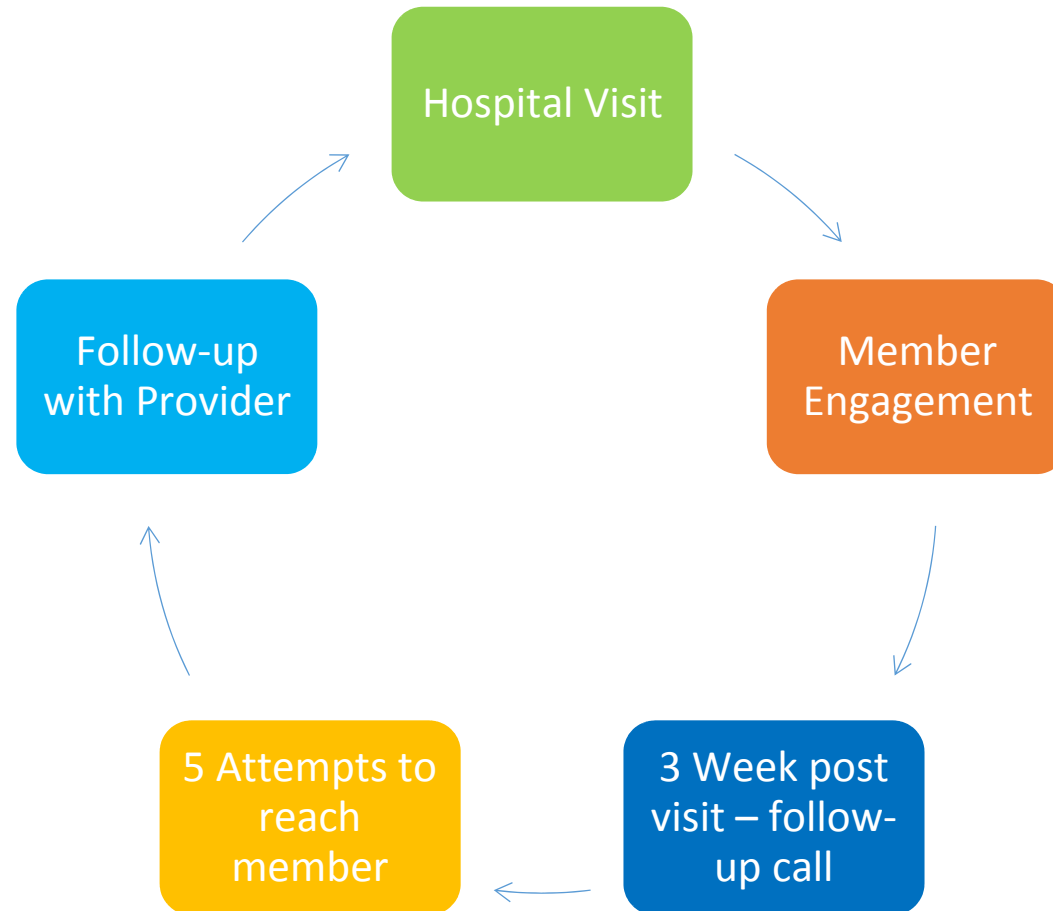 Hospital Visit
Member
Engagement
3 Week post
visit – follow-
up call
5 Attempts to
reach
member
Follow-up
with Provider